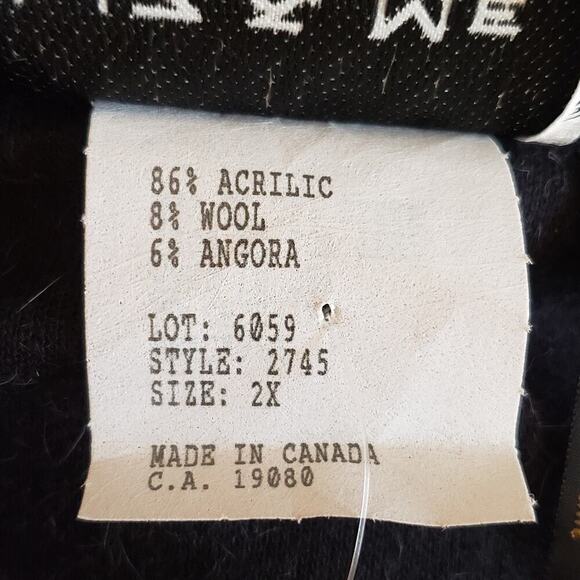 86% ACRILIC
8% WOOL
6% ANGORA
LOT: 6059
STYLE: 2745
SIZE: 2X
MADE IN CANADA
C.A. 19080